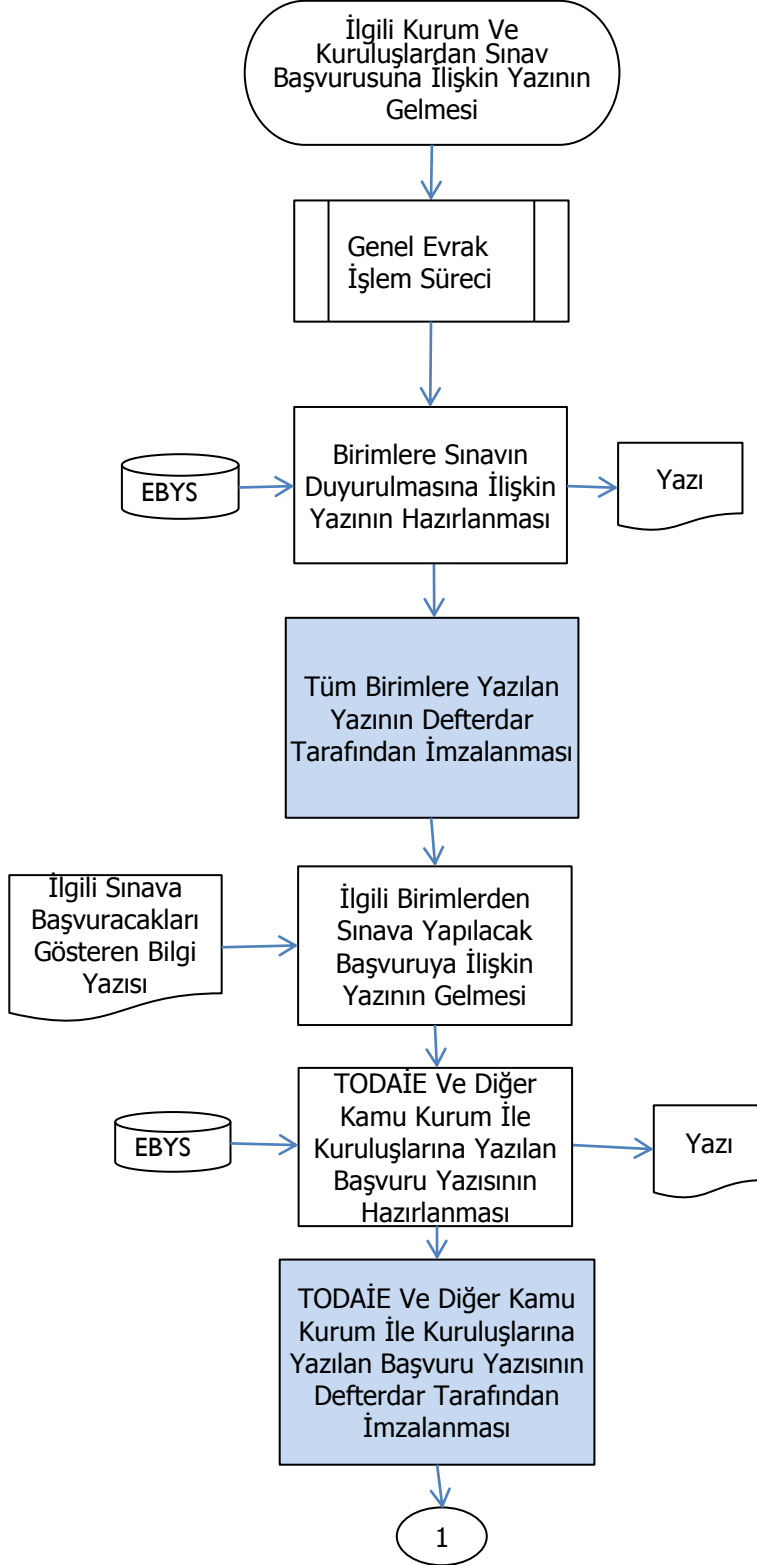 İlgili Kurum Ve
Kuruluşlardan Sınav
Başvurusuna İlişkin Yazının
Gelmesi
Genel Evrak
İşlem Süreci
EBYS
Birimlere Sınavın
Duyurulmasına İlişkin
Yazının Hazırlanması
Yazı
Tüm Birimlere Yazılan
Yazının Defterdar
Tarafından İmzalanması
İlgili Sınava
Başvuracakları
Gösteren Bilgi
Yazısı
İlgili Birimlerden
Sınava Yapılacak
Başvuruya İlişkin
Yazının Gelmesi
EBYS
TODAİE Ve Diğer
Kamu Kurum İle
Kuruluşlarına Yazılan
Başvuru Yazısının
Hazırlanması
Yazı
TODAİE Ve Diğer Kamu
Kurum İle Kuruluşlarına
Yazılan Başvuru Yazısının
Defterdar Tarafından
İmzalanması
1